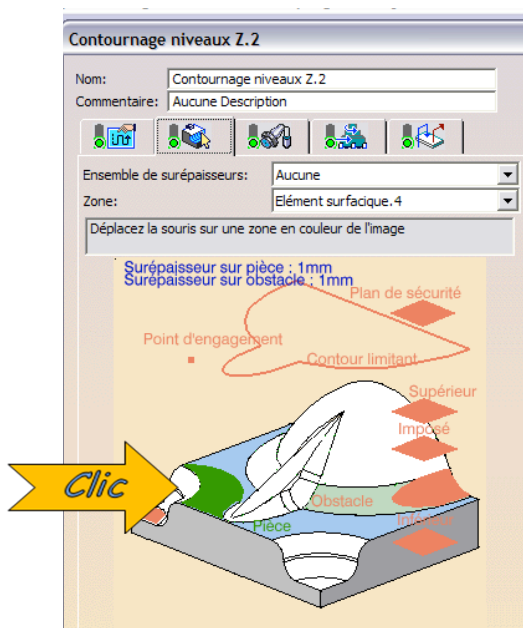 Contournage niveaux Z.2
Nom: Contournage niveaux Z.2
Commentaire: Aucune Description
Ensemble de surépaisseurs: Aucune
Zone: Elément surfacique.4
Déplacez la souris sur une zone en couleur de l'image
Surépaisseur sur pièce : 1mm
Surépaisseur sur obstacle : 1mm
Plan de sécurité
Point d'engagement
Contour limitant
Supérieur
Imposé
Clic
Obstacle
Pièce